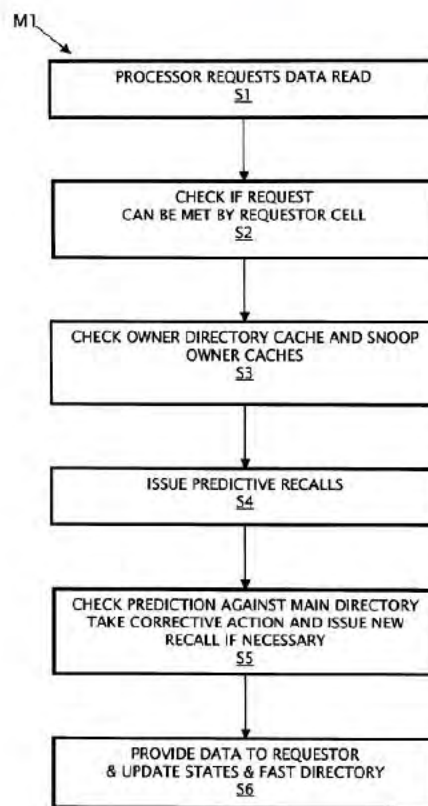 M1
PROCESSOR REQUESTS DATA READ
S1
CHECK IF REQUEST
CAN BE MET BY REQUESTOR CELL
S2
CHECK OWNER DIRECTORY CACHE AND SNOOP
OWNER CACHES
S3
ISSUE PREDICTIVE RECALLS
S4
CHECK PREDICTION AGAINST MAIN DIRECTORY
TAKE CORRECTIVE ACTION AND ISSUE NEW
RECALL IF NECESSARY
S5
PROVIDE DATA TO REQUESTOR
& UPDATE STATES & FAST DIRECTORY
S6